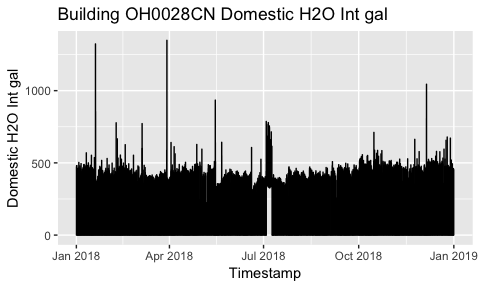 Building OH0028CN Domestic H2O Int gal
Domestic H2O Int gal
1000
500
0
Jan 2018
Apr 2018
Jul 2018
Oct 2018
Jan 2019
Timestamp